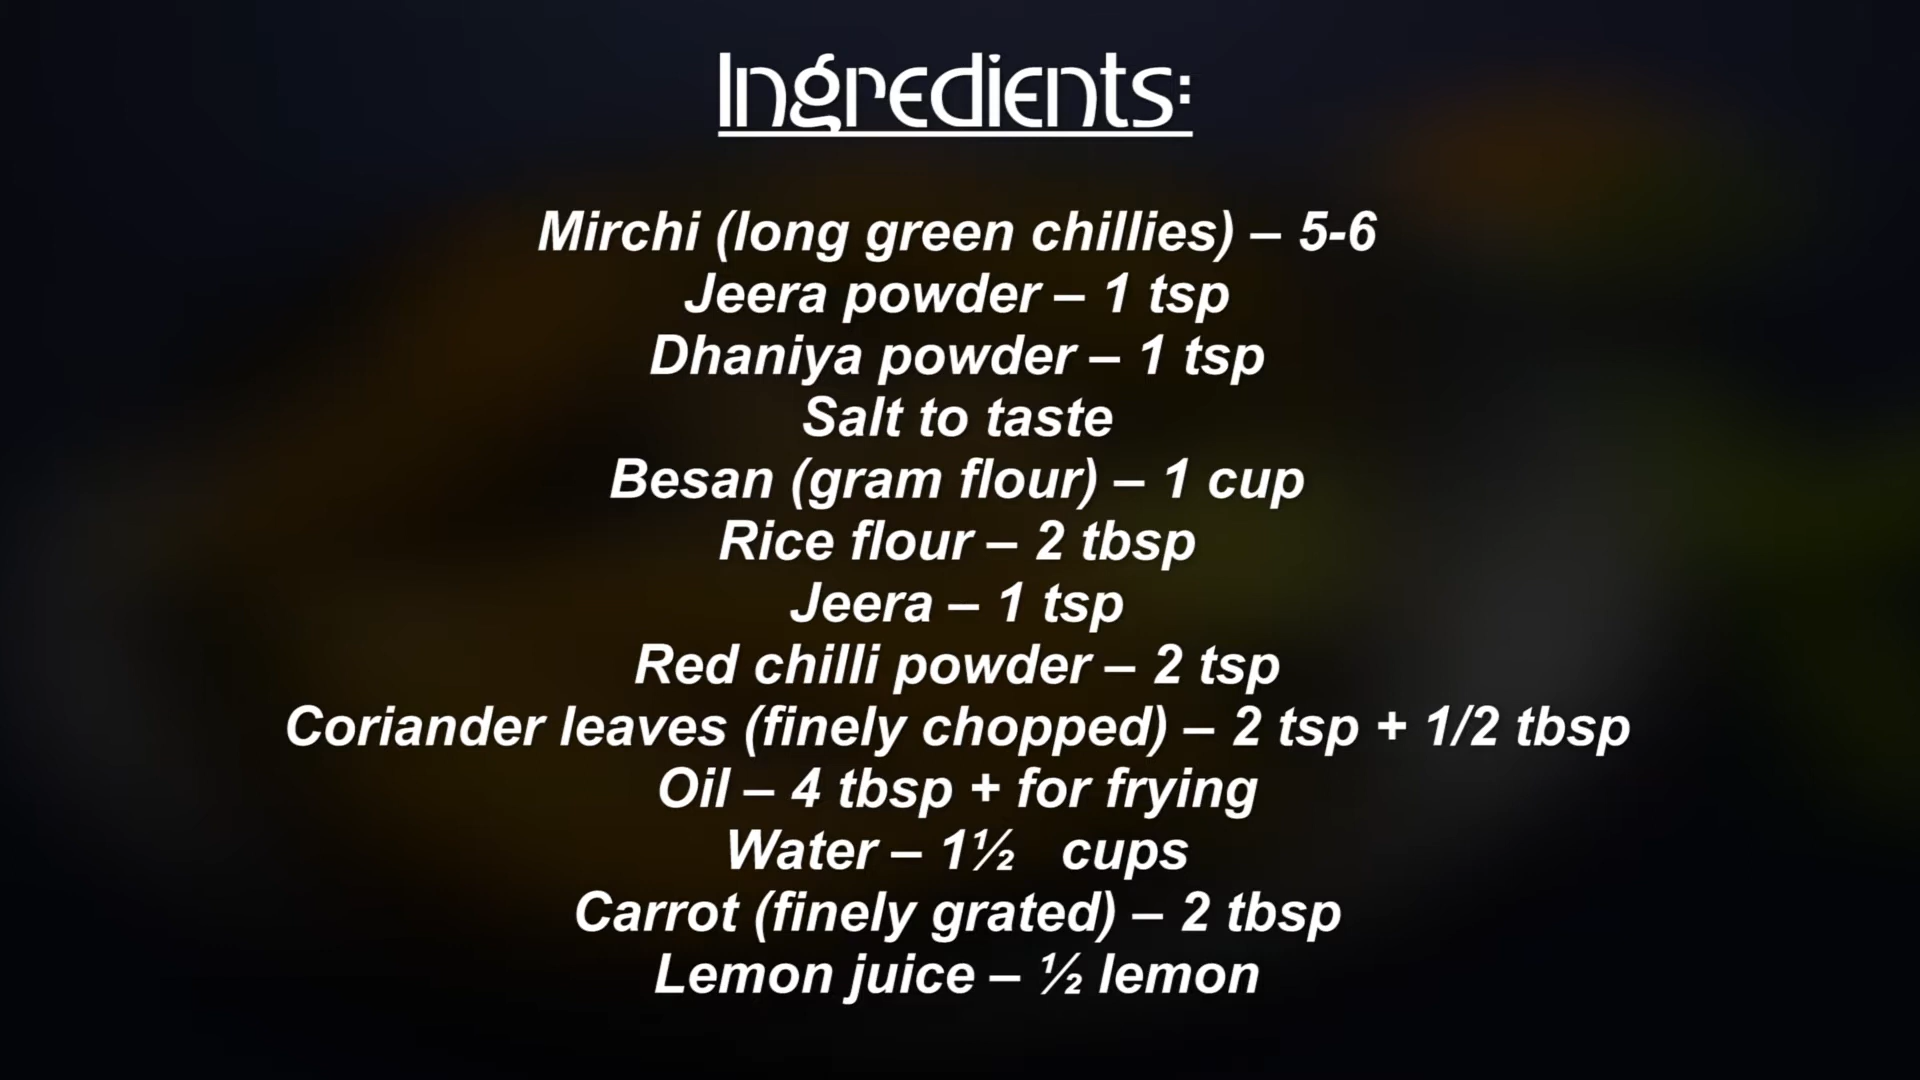 Ingredients:
Mirchi (long green chillies) – 5-6
Jeera powder – 1 tsp
Dhaniya powder – 1 tsp
Salt to taste
Besan (gram flour) – 1 cup
Rice flour – 2 tbsp
Jeera – 1 tsp
Red chilli powder – 2 tsp
Coriander leaves (finely chopped) – 2 tsp + 1/2 tbsp
Oil – 4 tbsp + for frying
Water – 1½ cups
Carrot (finely grated) – 2 tbsp
Lemon juice – ½ lemon